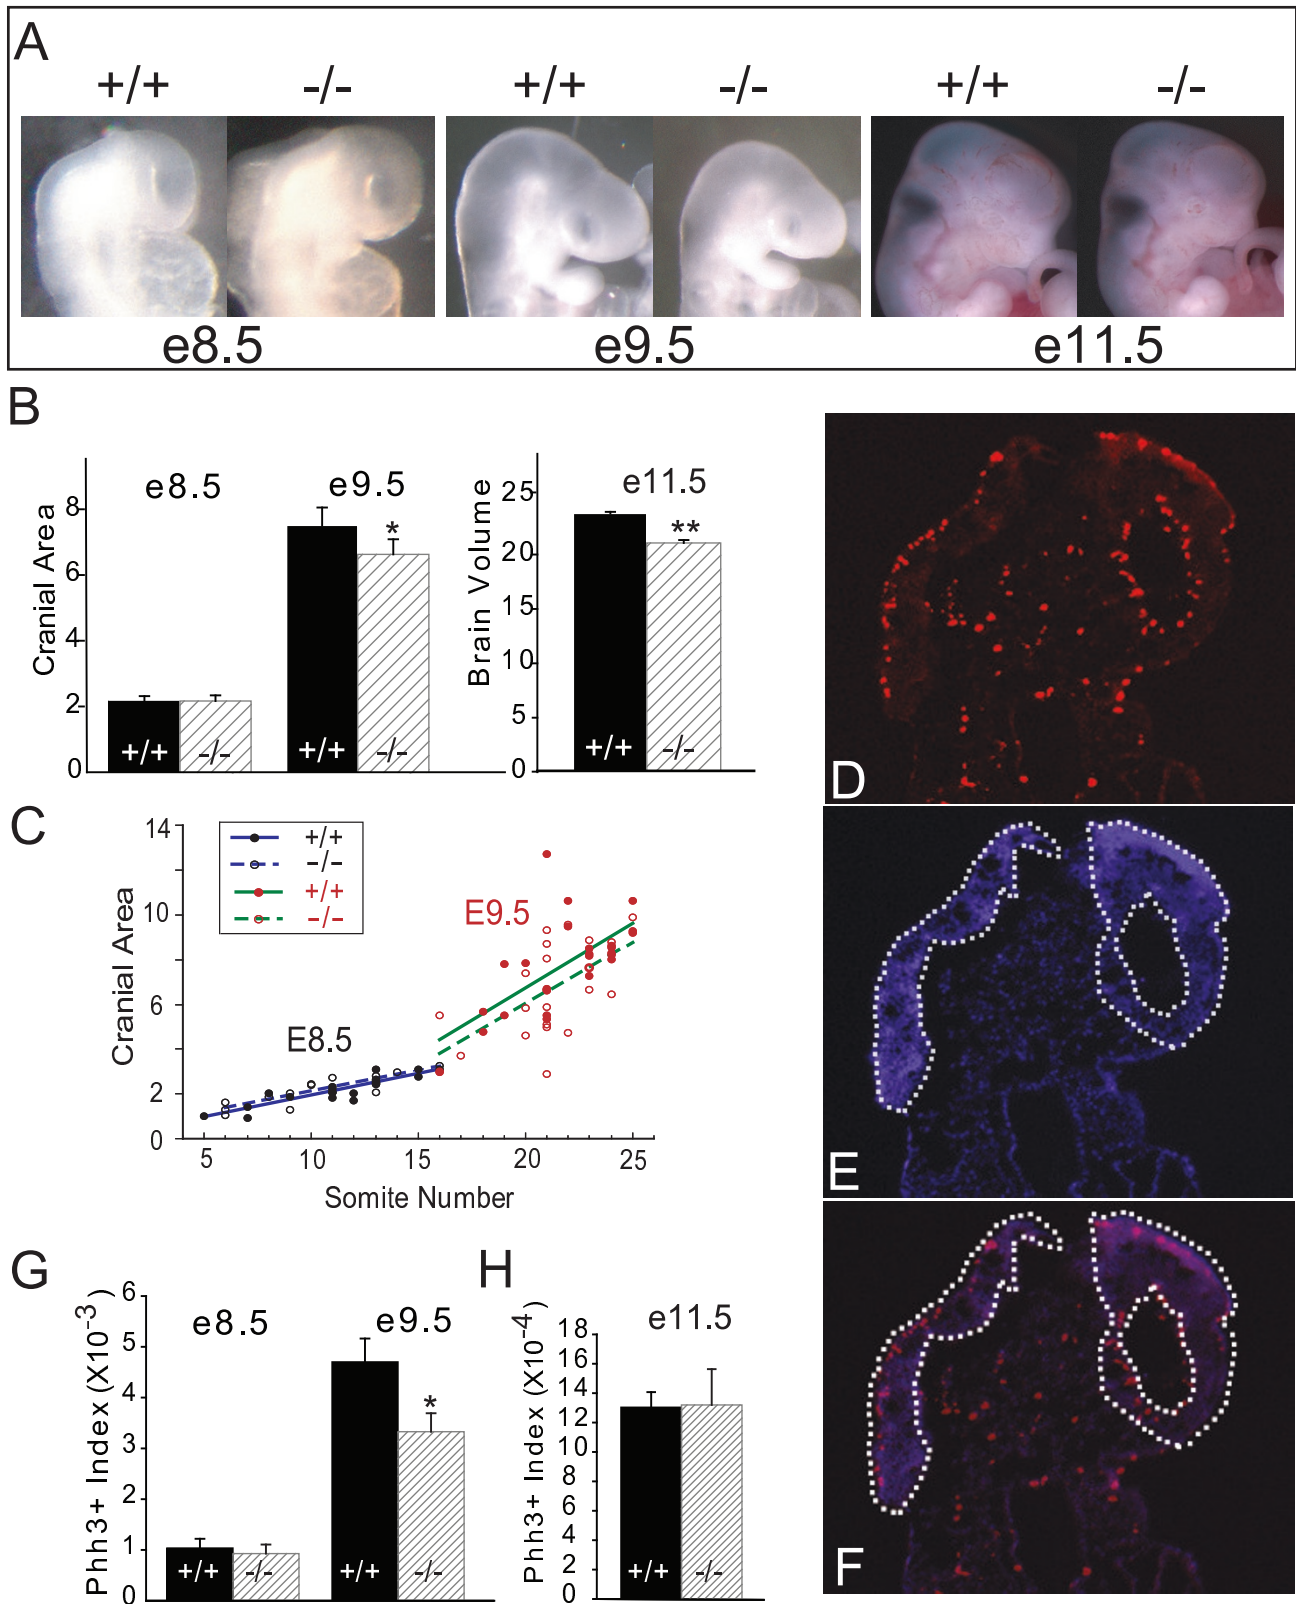 A
+/+ -/- +/+ -/- +/+ -/-
e8.5 e9.5 e11.5
B
Cranial Area
8
6
4
2
0
e8.5 e9.5
*
+/+ -/- +/+ -/-
Brain Volume
25
20
15
10
5
0
e11.5
**
+/+ -/-
C
Cranial Area
14
10
6
2
0
+/+
-/-
+/+
-/-
E9.5
E8.5
5 10 15 20 25
Somite Number
D
E
F
G
Phh3+ Index (X10⁻³)
6
5
4
3
2
1
0
e8.5 e9.5
*
+/+ -/- +/+ -/-
H
Phh3+ Index (X10⁻⁴)
18
16
14
12
10
8
6
4
2
0
e11.5
+/+ -/-